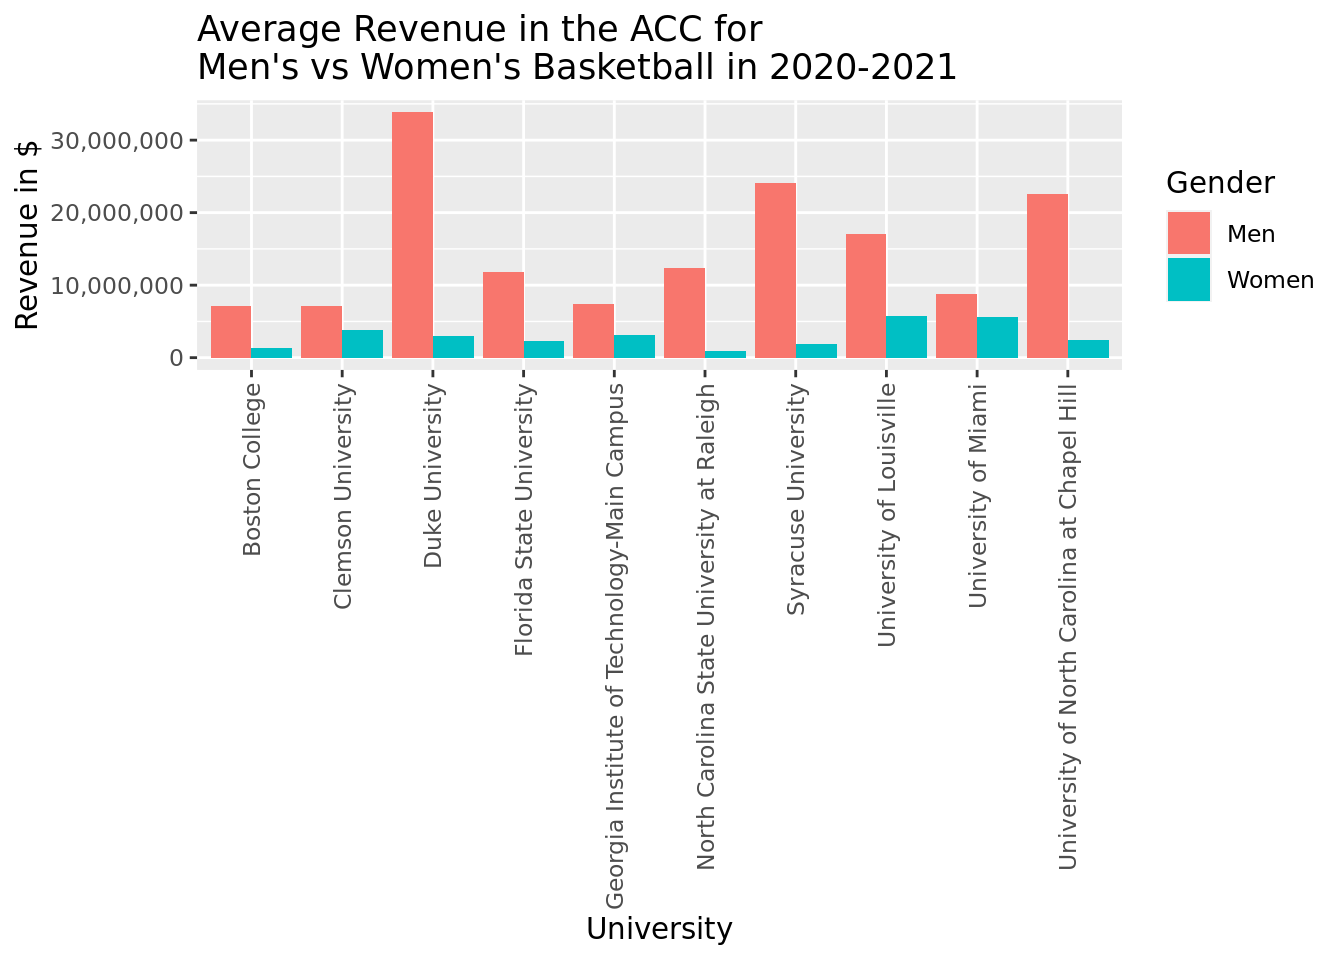 Average Revenue in the ACC for
Men's vs Women's Basketball in 2020-2021
Revenue in $
30,000,000
20,000,000
10,000,000
0
Gender
Men
Women
Boston College
Clemson University
Duke University
Florida State University
Georgia Institute of Technology-Main Campus
North Carolina State University at Raleigh
Syracuse University
University of Louisville
University of Miami
University of North Carolina at Chapel Hill
University